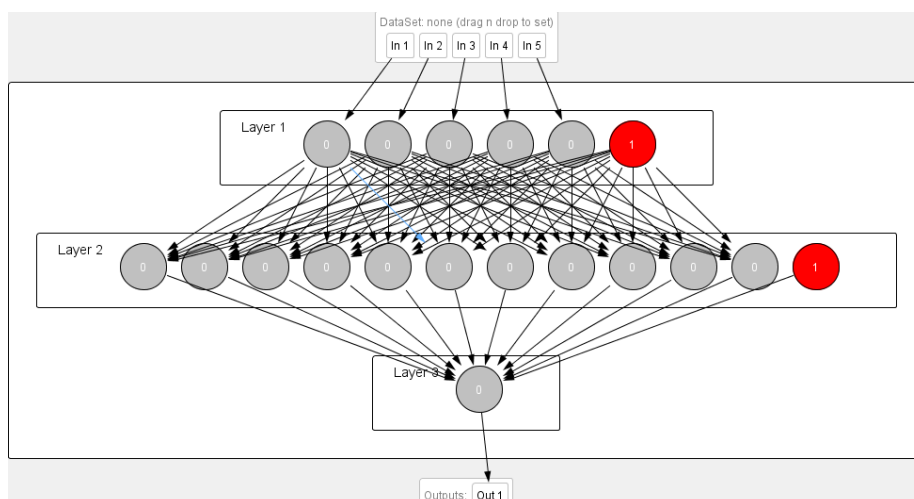 DataSet: none (drag n drop to set)
In 1 In 2 In 3 In 4 In 5
Layer 1
0 0 0 0 0 1
Layer 2
0 0 0 0 0 0 0 0 0 0 0 1
Layer 3
0
Outputs: Out 1